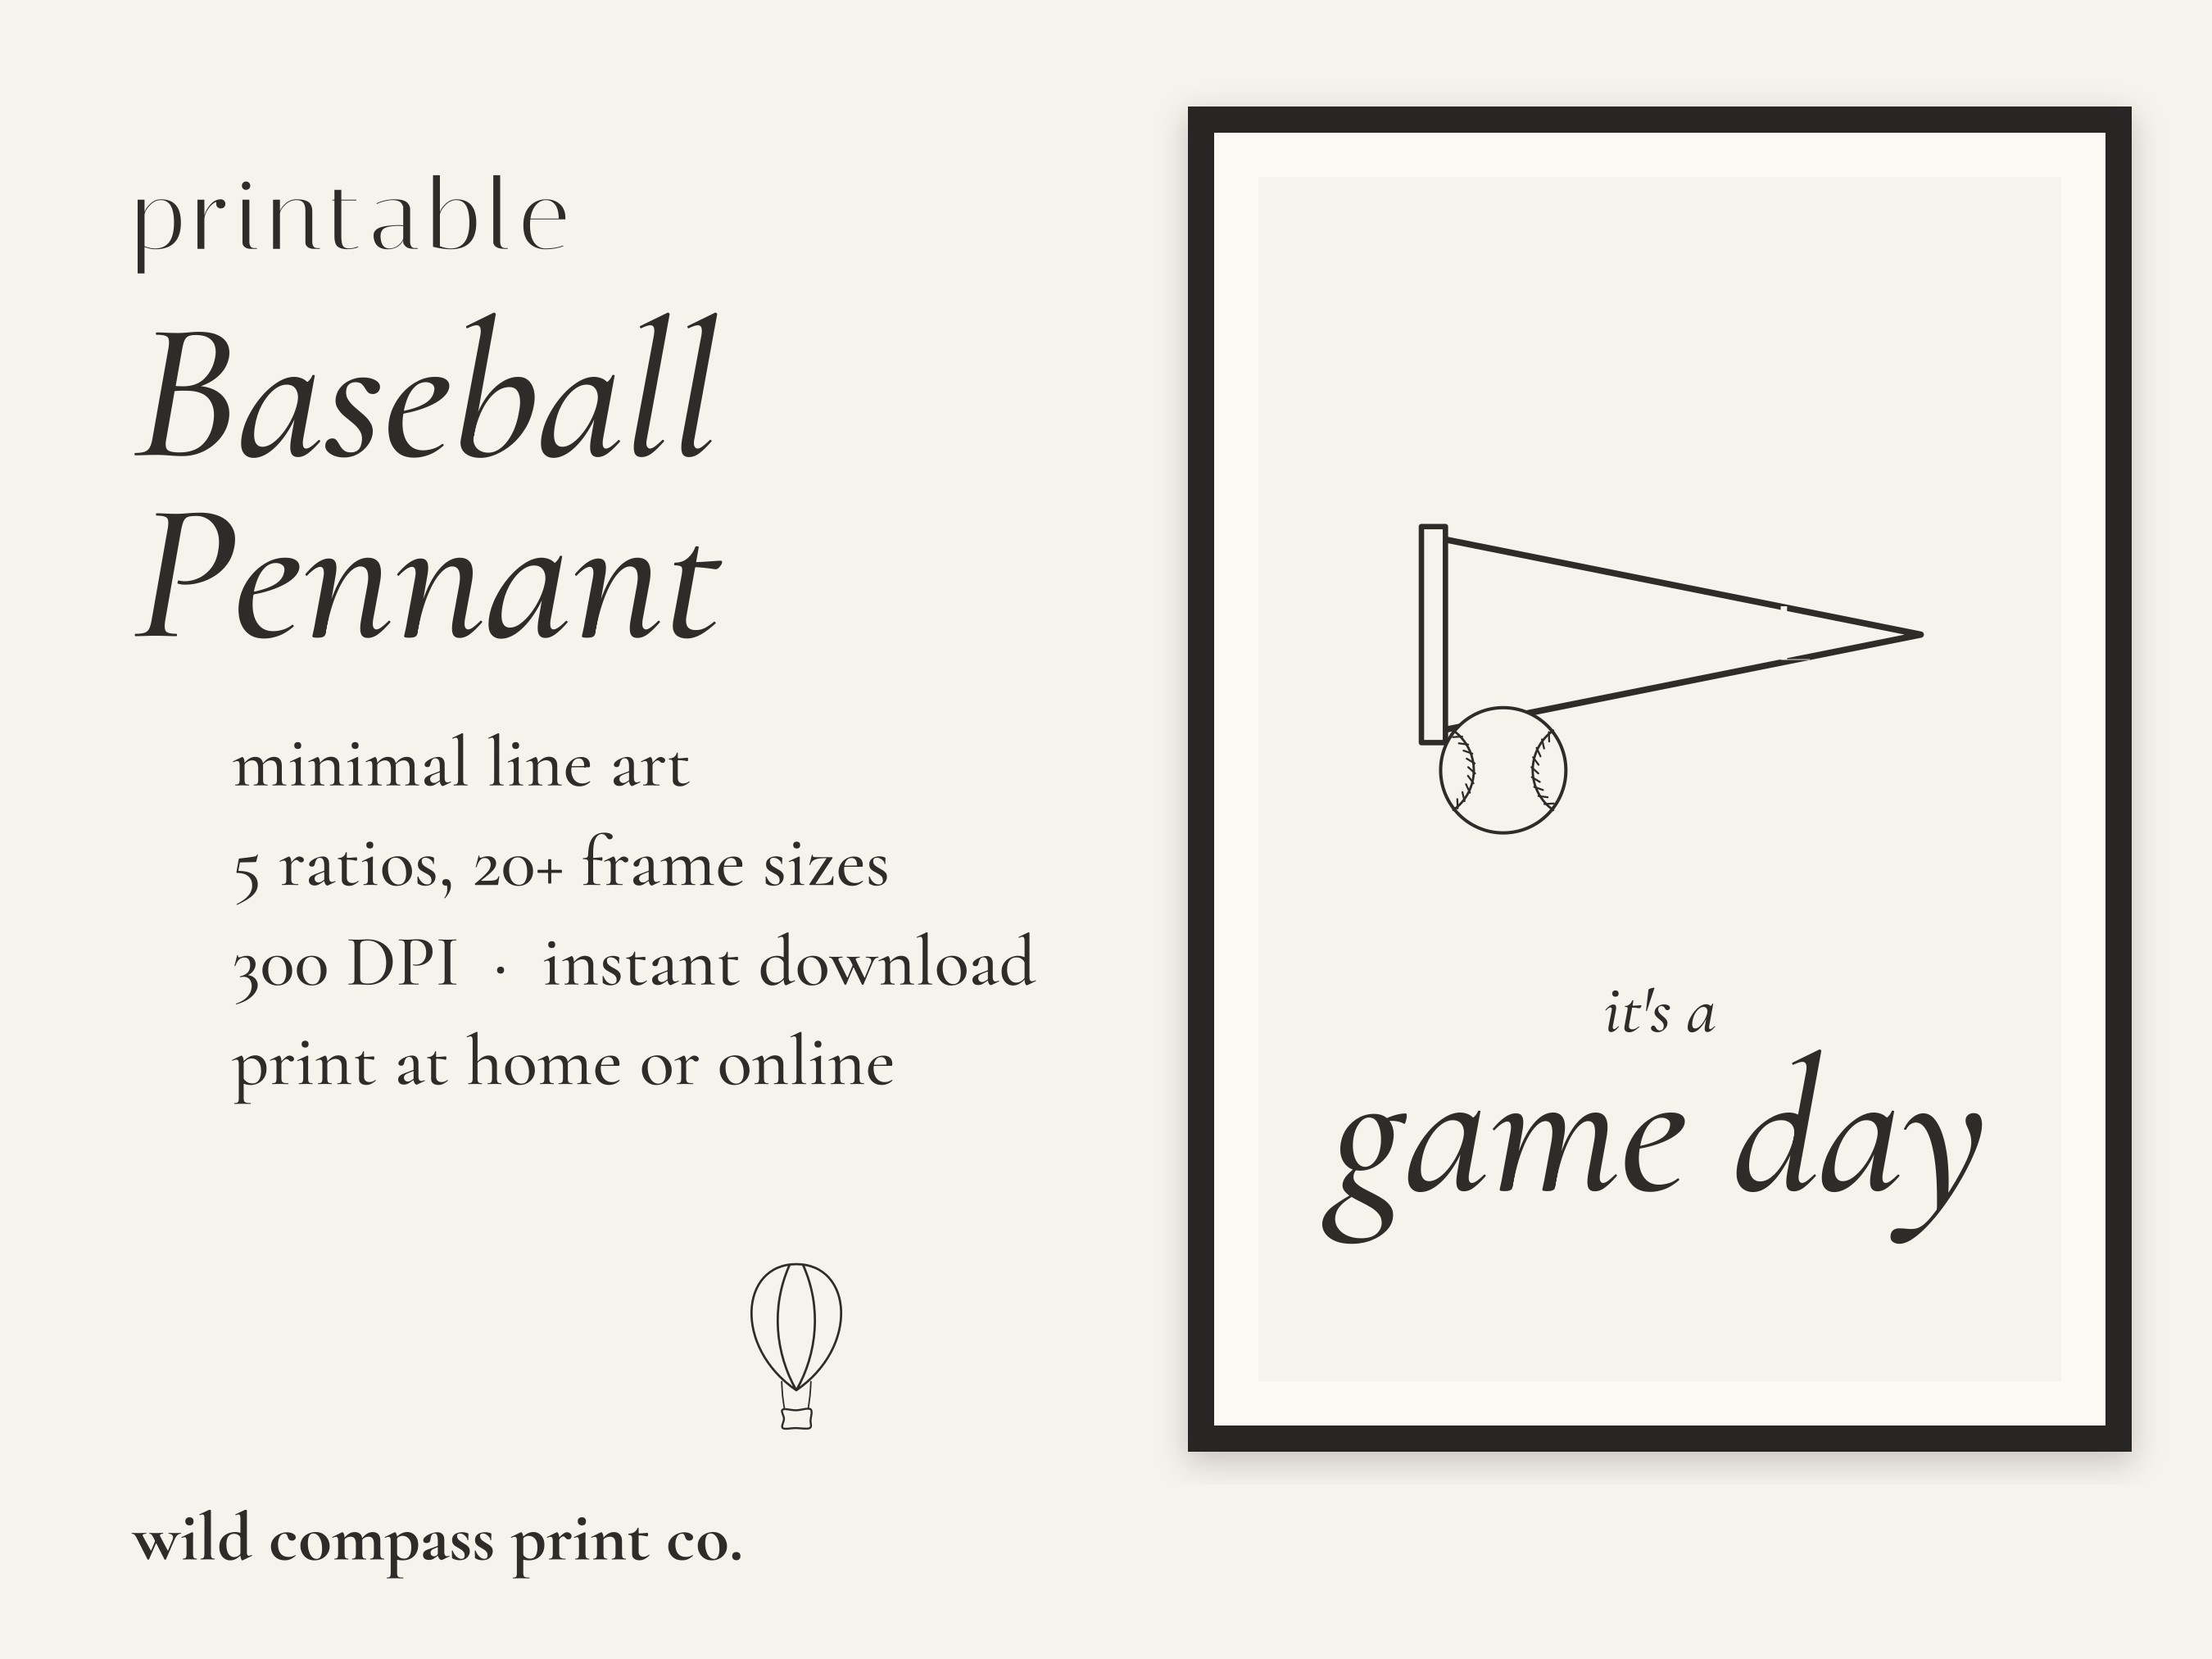 printable
Baseball
Pennant
minimal line art
5 ratios, 20+ frame sizes
300 DPI · instant download
print at home or online
wild compass print co.
it's a
game day